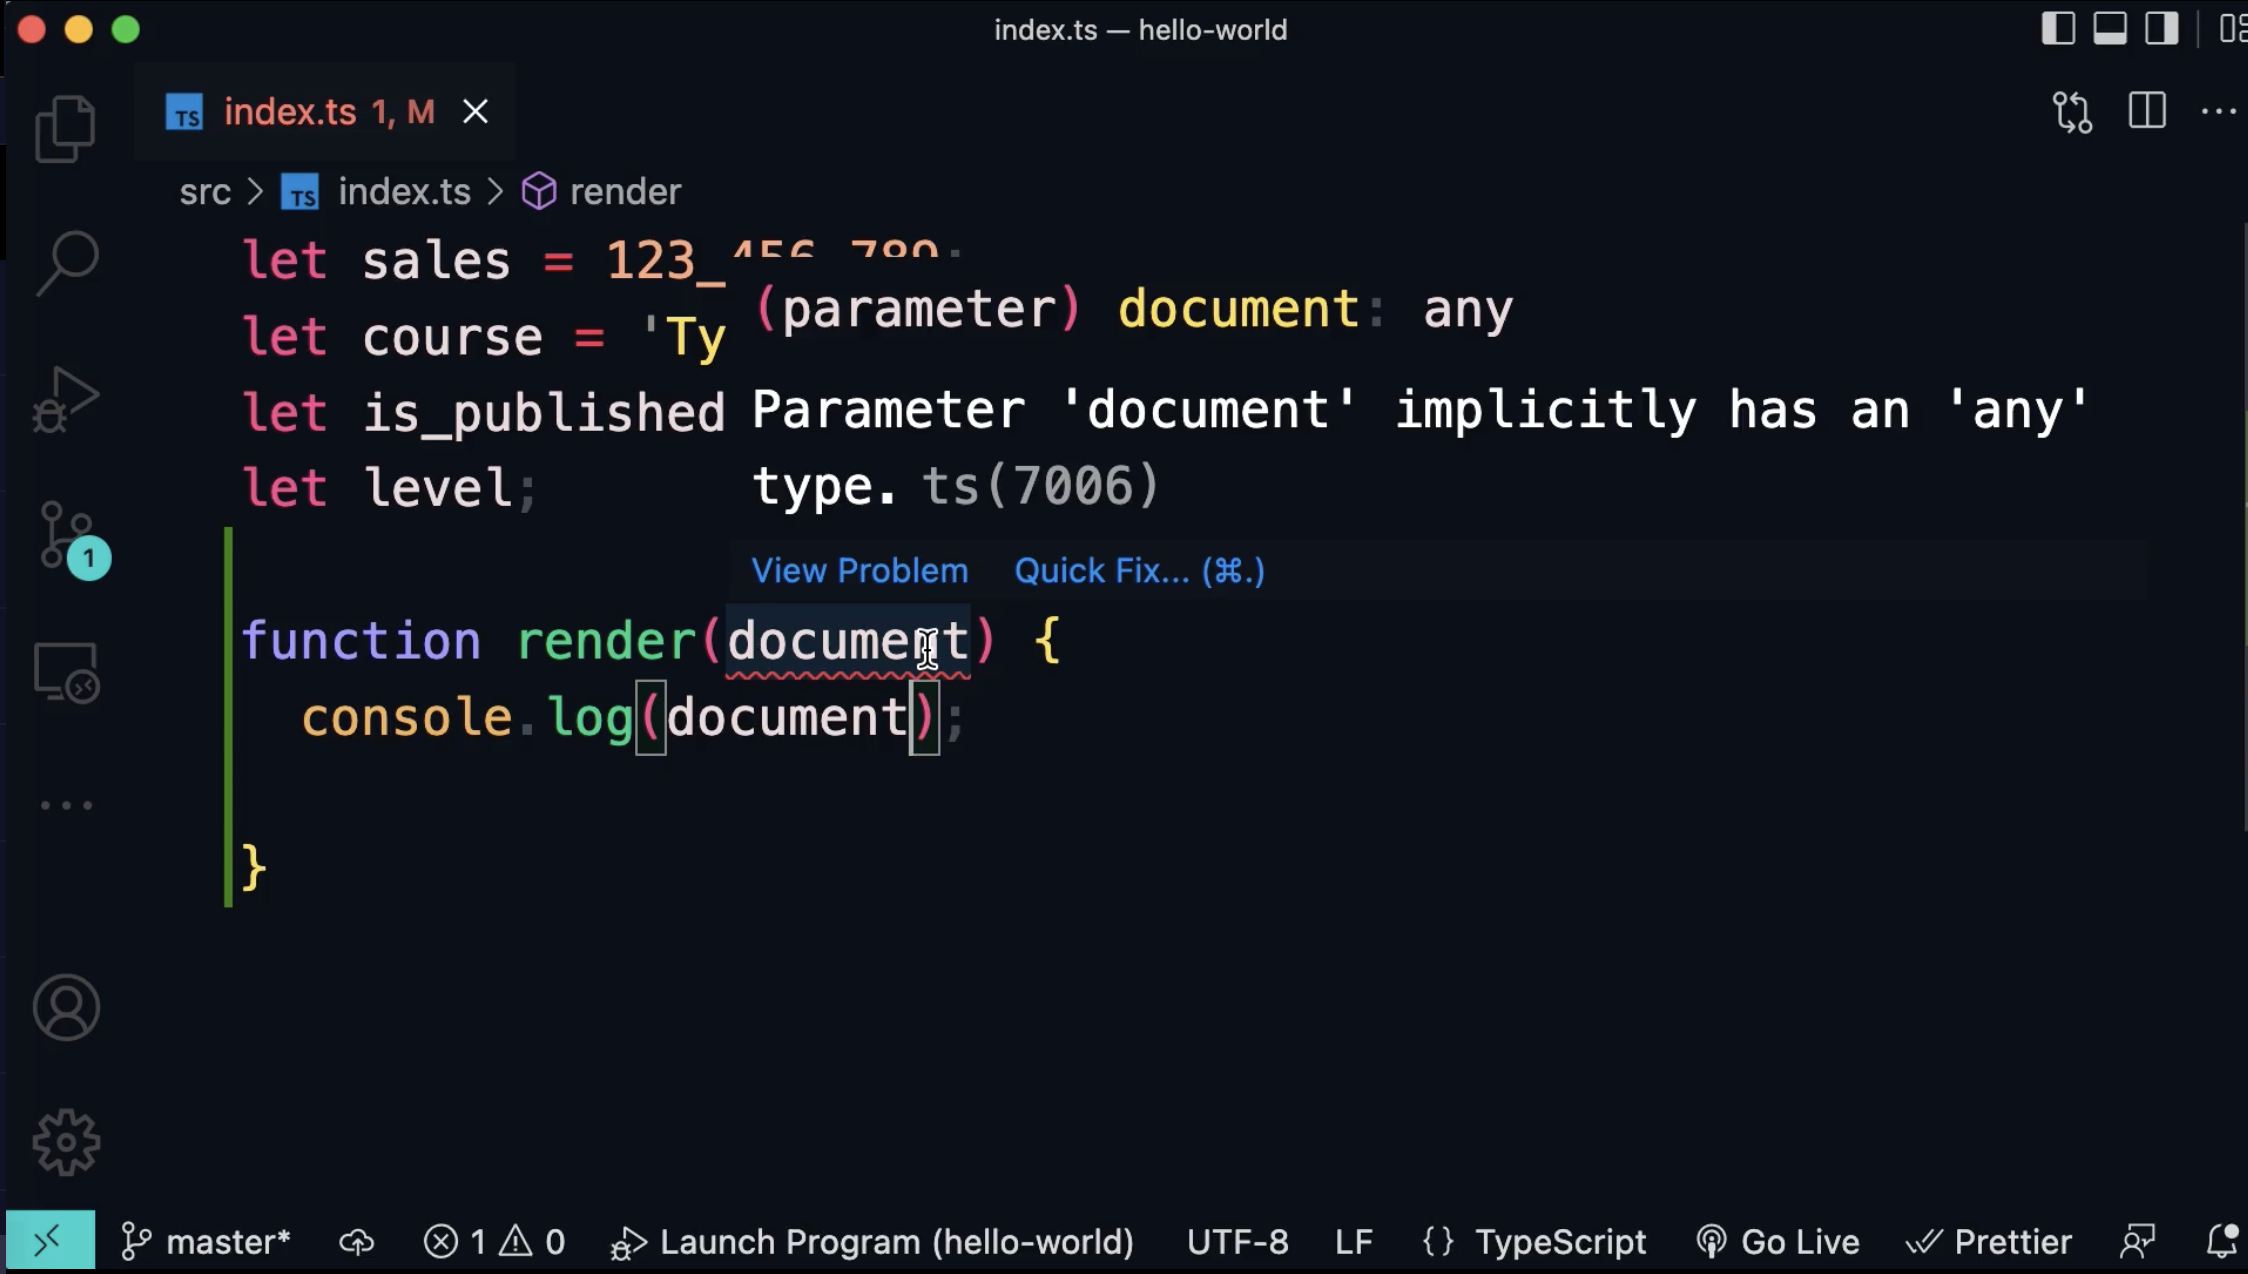 index.ts — hello-world
TS index.ts 1, M
src > TS index.ts > render
let sales = 123_456_789;
let course = 'Ty
let is_published
let level;
(parameter) document: any
Parameter 'document' implicitly has an 'any'
type. ts(7006)
View Problem Quick Fix... (⌘.)
function render(document) {
console.log(document);
}
1
master* 1 0 Launch Program (hello-world) UTF-8 LF {} TypeScript Go Live Prettier